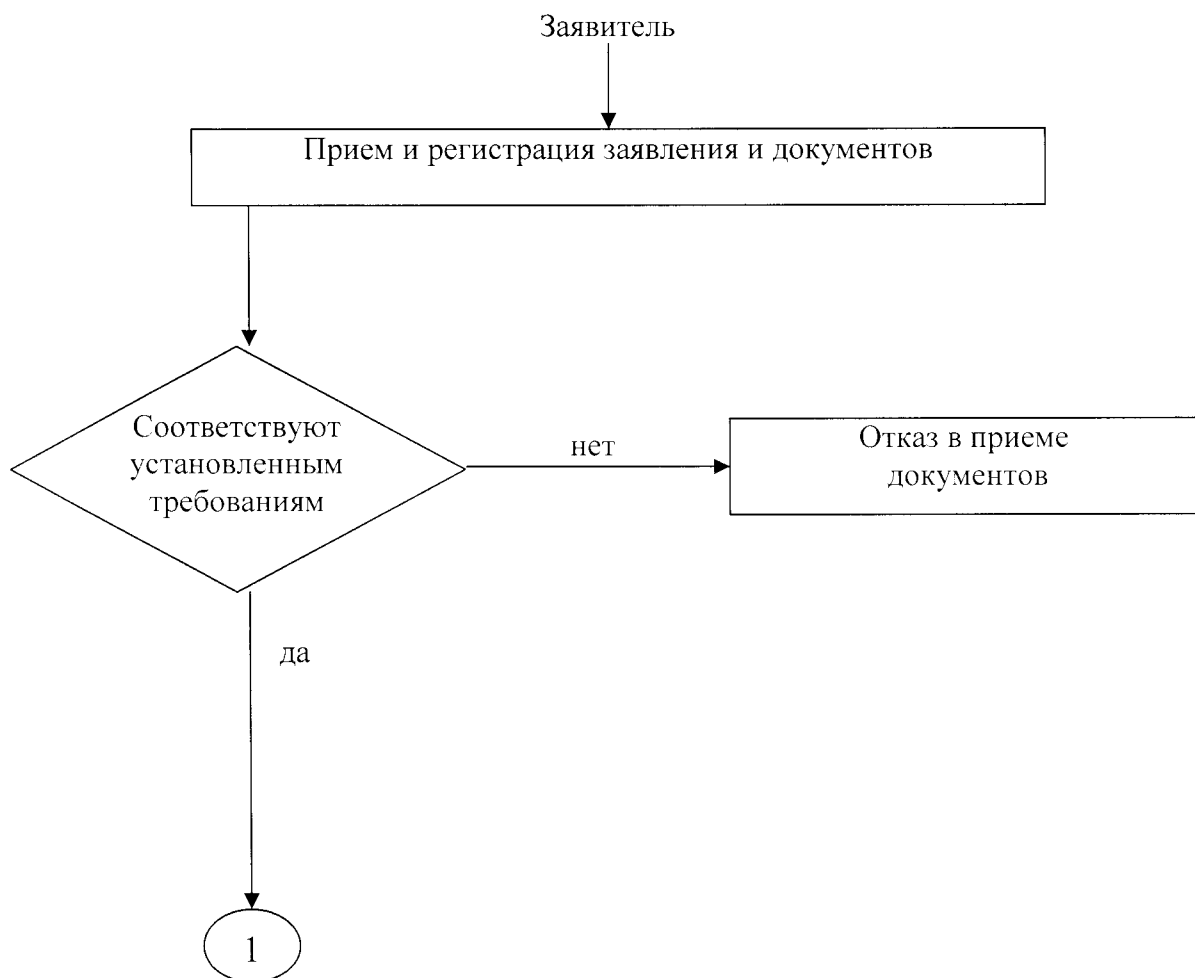 Заявитель
Прием и регистрация заявления и документов
Соответствуют
установленным
требованиям
нет
Отказ в приеме
документов
да
1